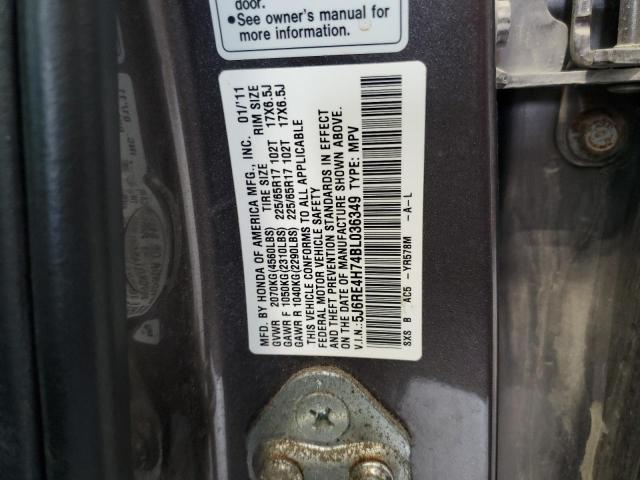 door.
•See owner's manual for
more information.
MFD. BY HONDA OF AMERICA MFG., INC. 01/'11
TIRE SIZE RIM SIZE
GVWR 2070KG(4560LBS)
GAWR F 1050KG(2310LBS) 225/65R17 102T 17X6.5J
GAWR R 1040KG(2290LBS) 225/65R17 102T 17X6.5J
THIS VEHICLE CONFORMS TO ALL APPLICABLE
FEDERAL MOTOR VEHICLE SAFETY
AND THEFT PREVENTION STANDARDS IN EFFECT
ON THE DATE OF MANUFACTURE SHOWN ABOVE.
V.I.N.:5J6RE4H74BL036349 TYPE: MPV
SXS B AC5 - YR578M -A-L